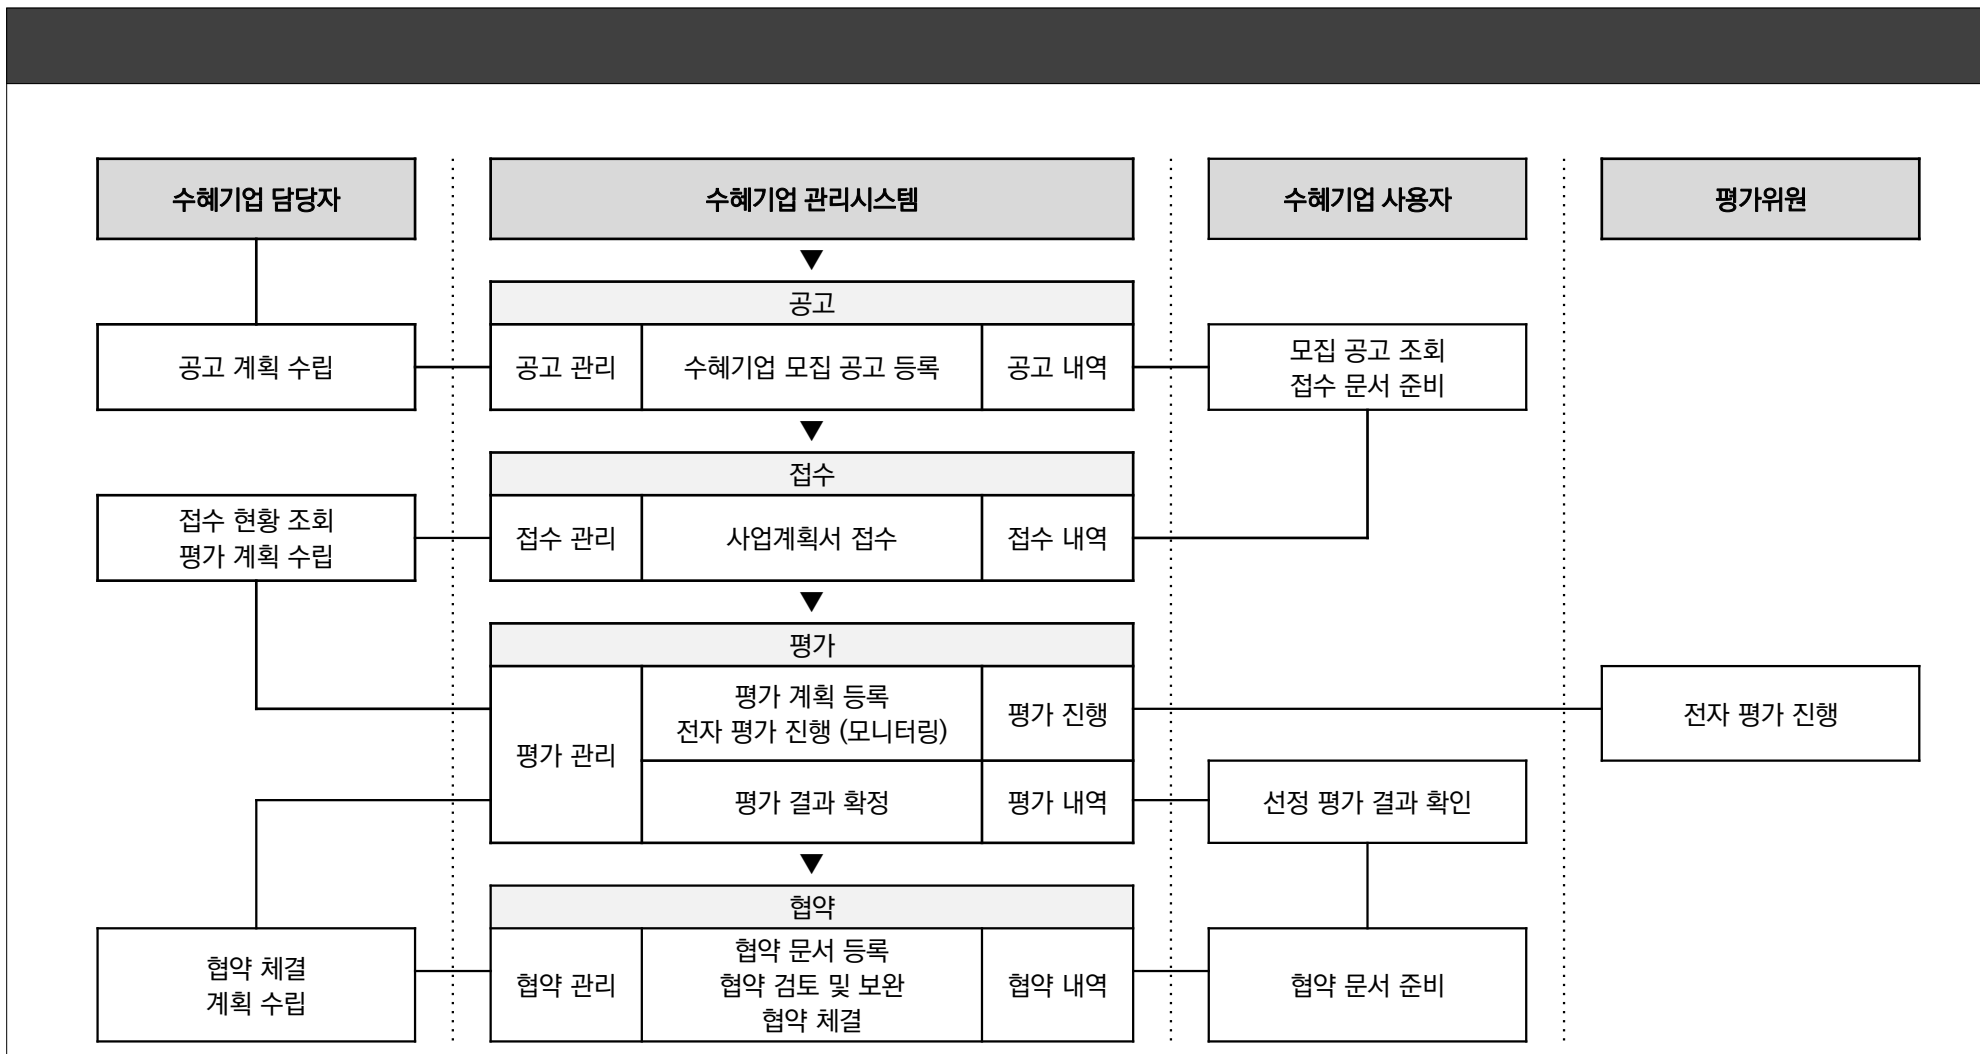 수혜기업 담당자
수혜기업 관리시스템
수혜기업 사용자
평가위원
공고
공고 계획 수립
공고 관리
수혜기업 모집 공고 등록
공고 내역
모집 공고 조회
접수 문서 준비
접수
접수 현황 조회
평가 계획 수립
접수 관리
사업계획서 접수
접수 내역
평가
평가 관리
평가 계획 등록
전자 평가 진행 (모니터링)
평가 진행
전자 평가 진행
평가 결과 확정
평가 내역
선정 평가 결과 확인
협약
협약 체결
계획 수립
협약 관리
협약 문서 등록
협약 검토 및 보완
협약 체결
협약 내역
협약 문서 준비